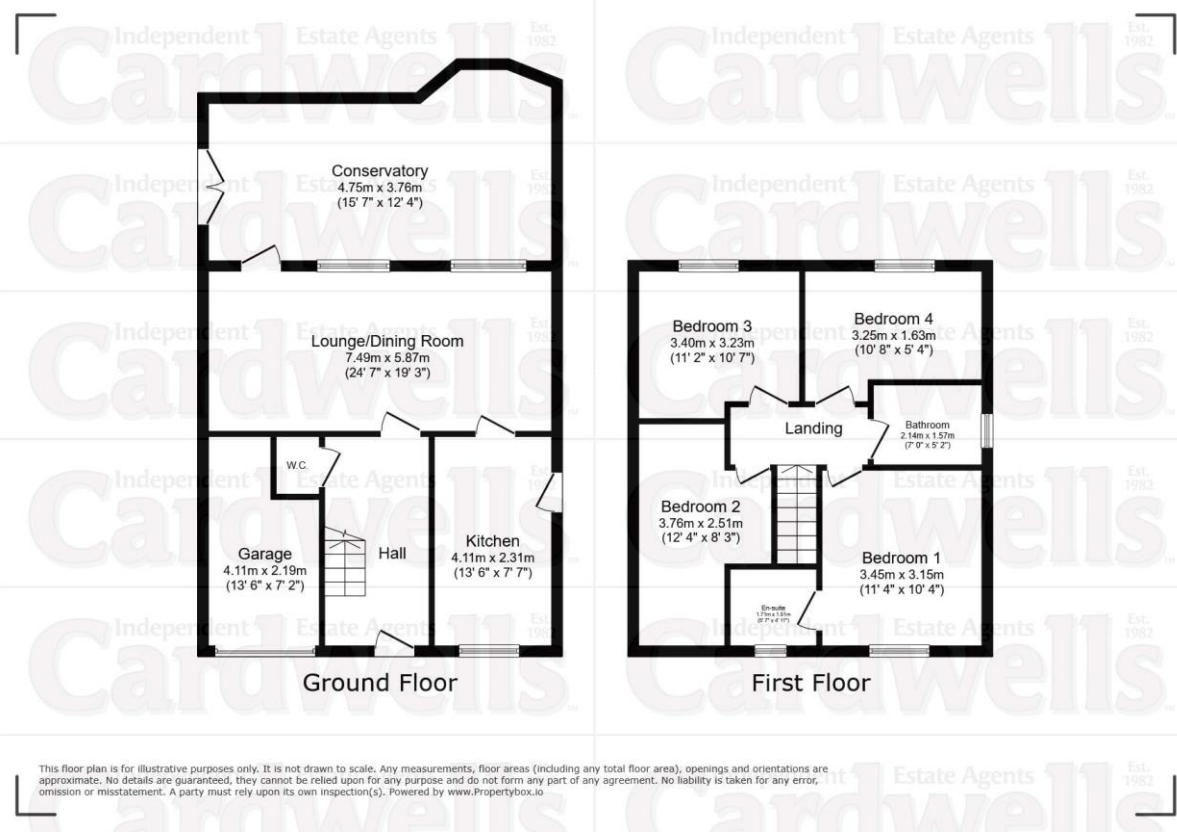 Independent Estate Agents Est. 1982
Cardwells
Conservatory
4.75m x 3.76m
(15' 7" x 12' 4")
Lounge/Dining Room
7.49m x 5.87m
(24' 7" x 19' 3")
W.C.
Garage
4.11m x 2.19m
(13' 6" x 7' 2")
Hall
Kitchen
4.11m x 2.31m
(13' 6" x 7' 7")
Ground Floor
Bedroom 3
3.40m x 3.23m
(11' 2" x 10' 7")
Bedroom 4
3.25m x 1.63m
(10' 8" x 5' 4")
Landing
Bathroom
2.14m x 1.57m
(7' 0" x 5' 2")
Bedroom 2
3.76m x 2.51m
(12' 4" x 8' 3")
Bedroom 1
3.45m x 3.15m
(11' 4" x 10' 4")
En-suite
First Floor
This floor plan is for illustrative purposes only. It is not drawn to scale. Any measurements, floor areas (including any total floor area), openings and orientations are
approximate. No details are guaranteed, they cannot be relied upon for any purpose and do not form any part of any agreement. No liability is taken for any error,
omission or misstatement. A party must rely upon its own inspection(s). Powered by www.Propertybox.io